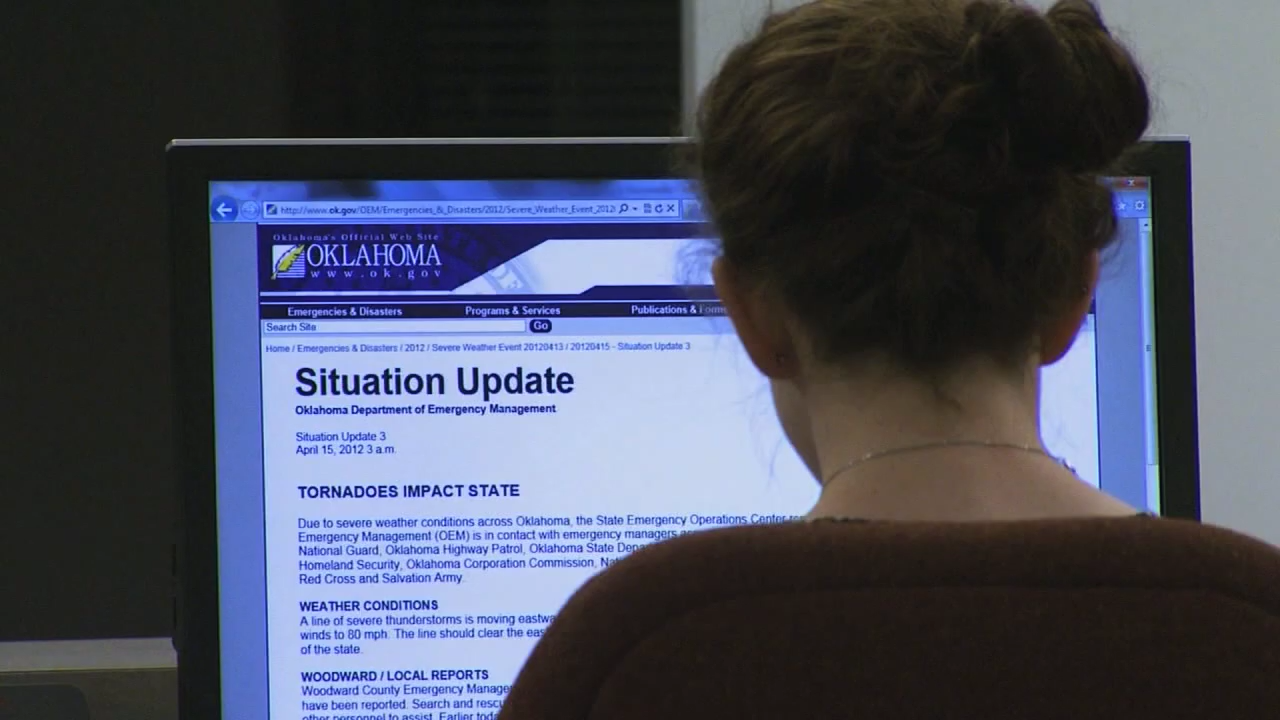 http://www.ok.gov/OEM/Emergencies_&_Disasters/2012/Severe_Weather_Event_2012
Oklahoma's Official Web Site
OKLAHOMA
www.ok.gov
Emergencies & Disasters Programs & Services Publications & Forms
Search Site Go
Home / Emergencies & Disasters / 2012 / Severe Weather Event 20120413 / 20120415 - Situation Update 3
Situation Update
Oklahoma Department of Emergency Management
Situation Update 3
April 15, 2012 3 a.m.
TORNADOES IMPACT STATE
Due to severe weather conditions across Oklahoma, the State Emergency Operations Center
Emergency Management (OEM) is in contact with emergency managers
National Guard, Oklahoma Highway Patrol, Oklahoma State
Homeland Security, Oklahoma Corporation Commission,
Red Cross and Salvation Army.
WEATHER CONDITIONS
A line of severe thunderstorms is moving
winds to 80 mph. The line should clear the
of the state.
WOODWARD / LOCAL REPORTS
Woodward County Emergency
have been reported. Search and
other personnel to assist. Earlier